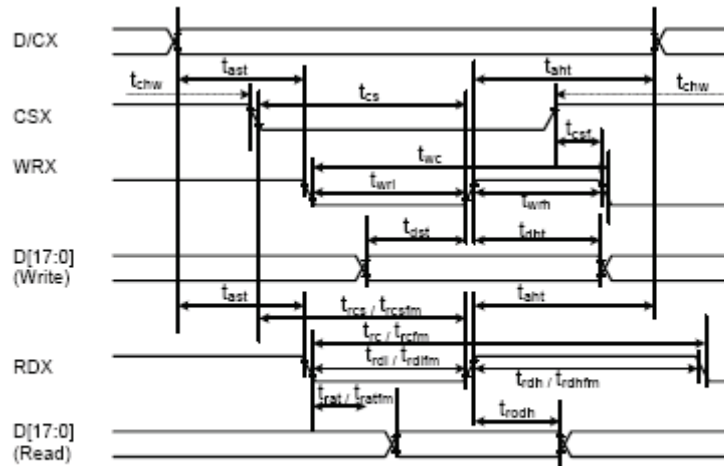 D/CX
tast taht
tchw tchw
tcs
CSX
tcsf
WRX
twc
twrl twrh
tdst tdht
D[17:0]
(Write)
tast taht
trcs / trcsfm
trc / trcfm
RDX
trdl / trdlfm trdh / trdhfm
trat / tratfm
trodh
D[17:0]
(Read)